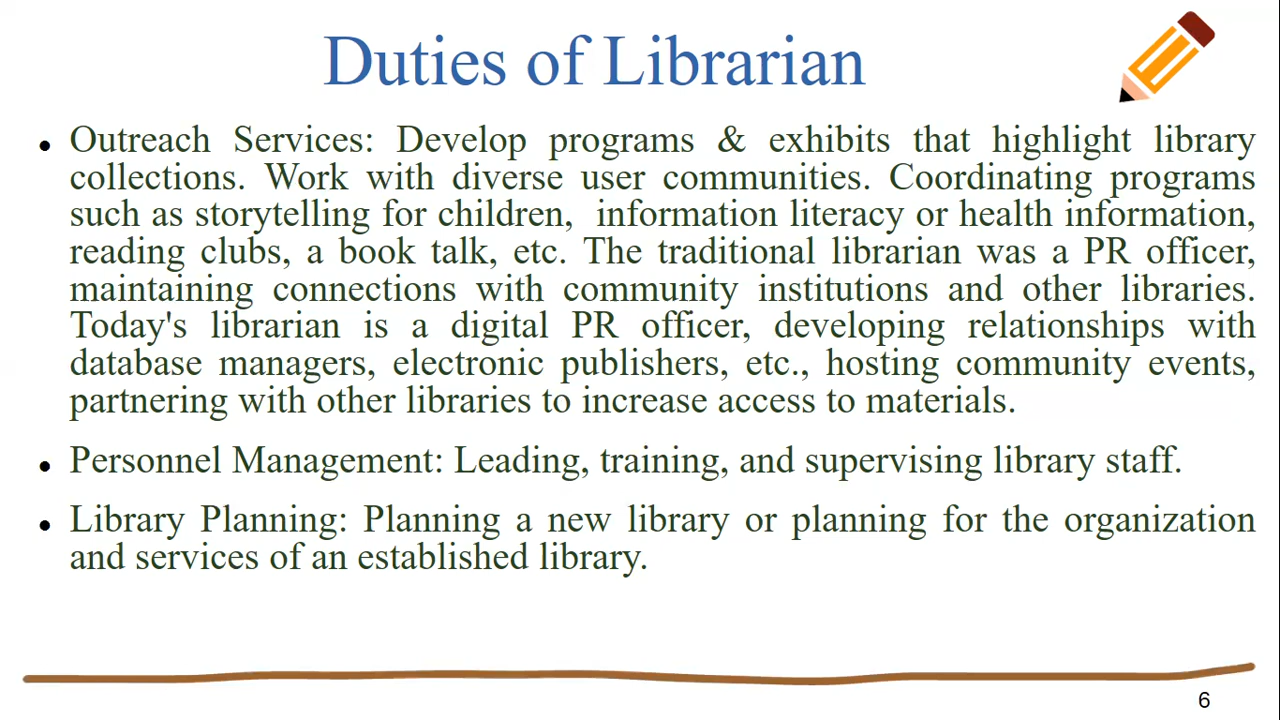 Duties of Librarian
• Outreach Services: Develop programs & exhibits that highlight library
collections. Work with diverse user communities. Coordinating programs
such as storytelling for children,  information literacy or health information,
reading clubs, a book talk, etc. The traditional librarian was a PR officer,
maintaining connections with community institutions and other libraries.
Today's librarian is a digital PR officer, developing relationships with
database managers, electronic publishers, etc., hosting community events,
partnering with other libraries to increase access to materials.
• Personnel Management: Leading, training, and supervising library staff.
• Library Planning: Planning a new library or planning for the organization
and services of an established library.
6